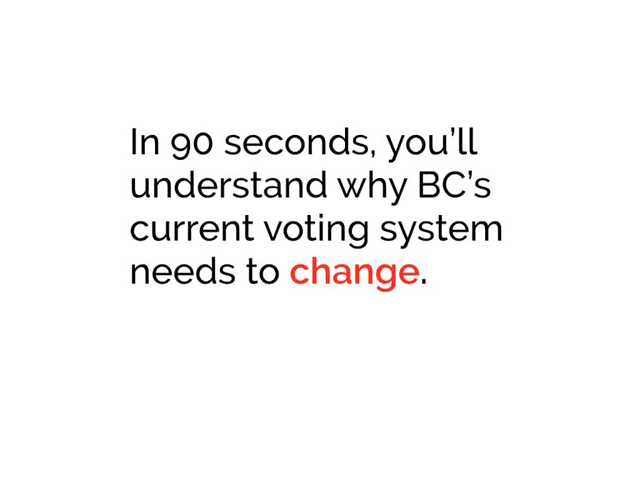 In 90 seconds, you’ll
understand why BC’s
current voting system
needs to change.